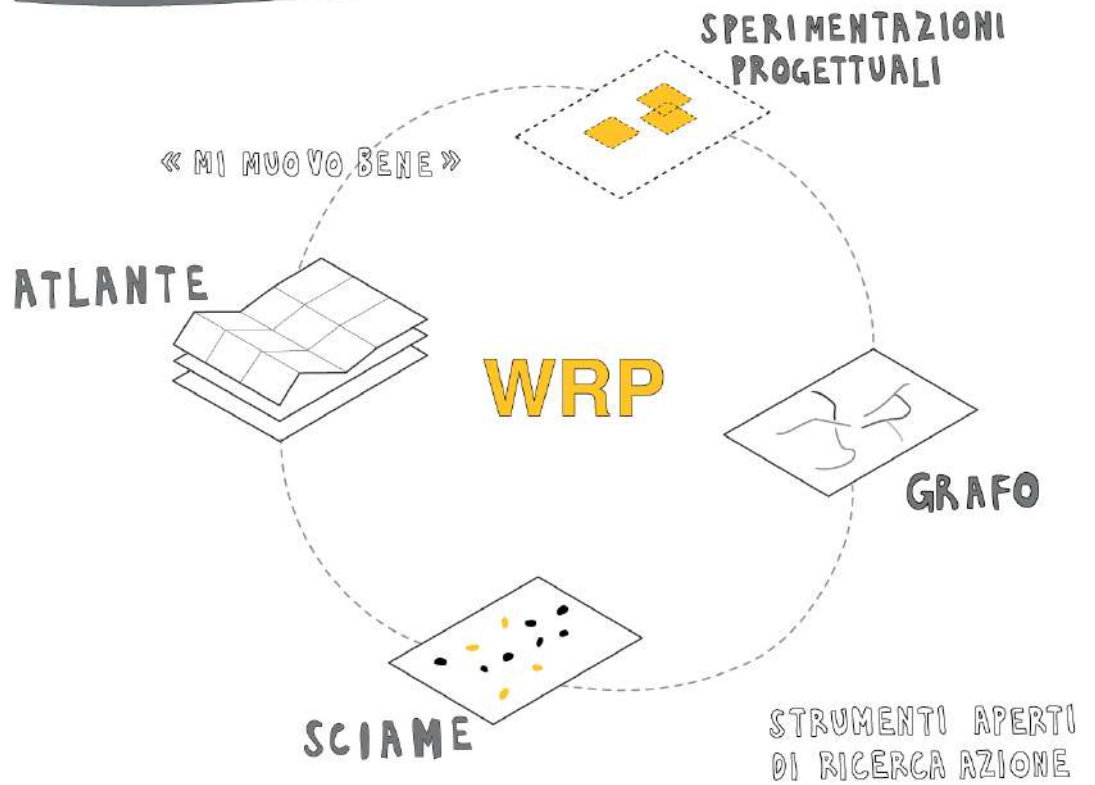 SPERIMENTAZIONI
PROGETTUALI
« MI MUOVO BENE »
ATLANTE
WRP
GRAFO
SCIAME
STRUMENTI APERTI
DI RICERCA AZIONE